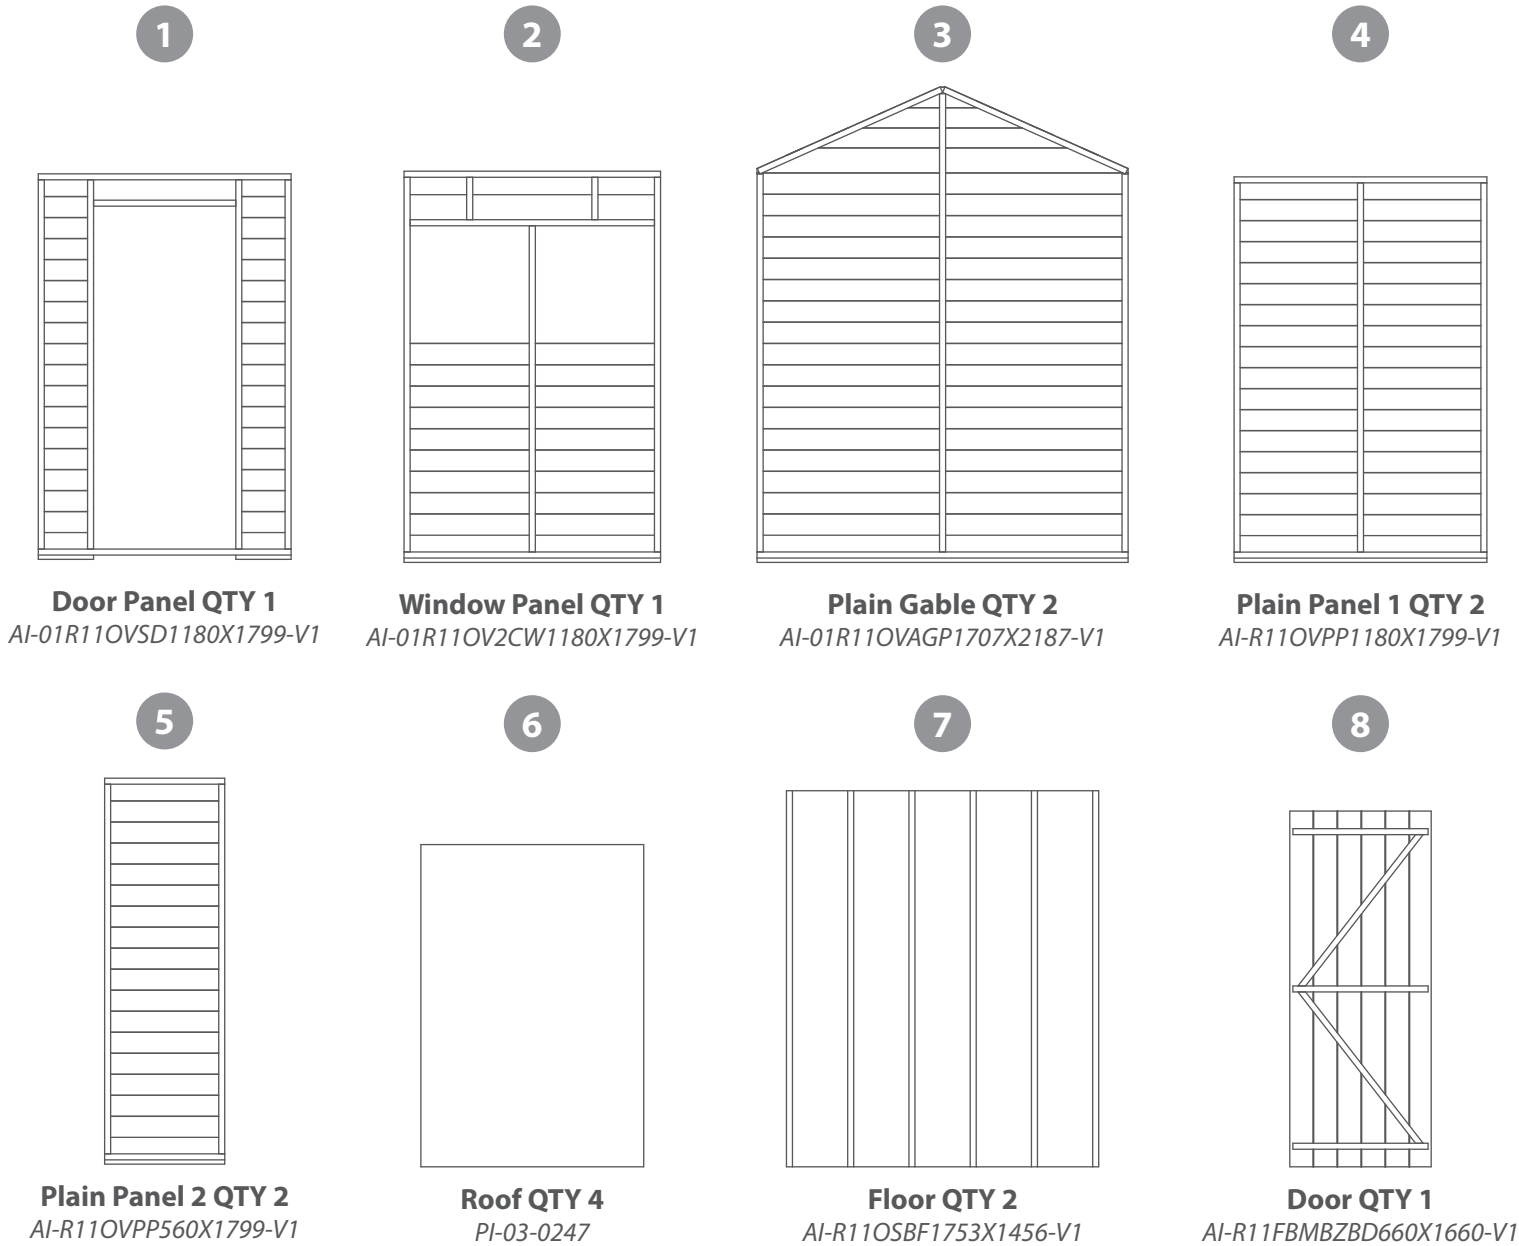 1
2
3
4
Door Panel QTY 1
AI-01R11OVSD1180X1799-V1
Window Panel QTY 1
AI-01R11OV2CW1180X1799-V1
Plain Gable QTY 2
AI-01R11OVAGP1707X2187-V1
Plain Panel 1 QTY 2
AI-R11OVPP1180X1799-V1
5
6
7
8
Plain Panel 2 QTY 2
AI-R11OVPP560X1799-V1
Roof QTY 4
PI-03-0247
Floor QTY 2
AI-R11OSBF1753X1456-V1
Door QTY 1
AI-R11FBMBZBD660X1660-V1